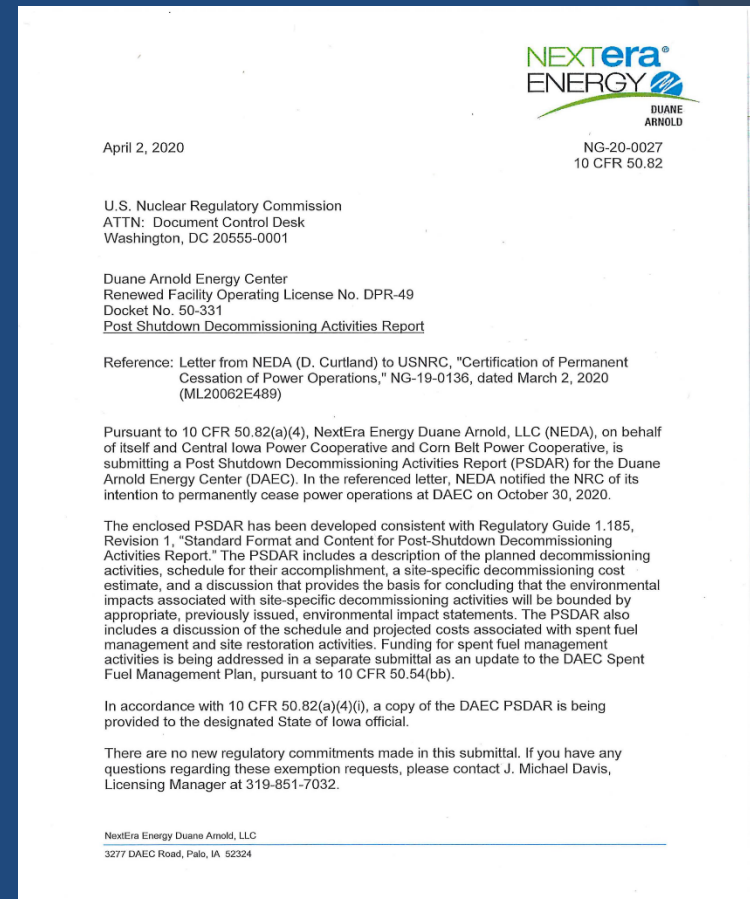 NEXTera®
ENERGY
DUANE
ARNOLD
April 2, 2020
NG-20-0027
10 CFR 50.82
U.S. Nuclear Regulatory Commission
ATTN: Document Control Desk
Washington, DC 20555-0001
Duane Arnold Energy Center
Renewed Facility Operating License No. DPR-49
Docket No. 50-331
Post Shutdown Decommissioning Activities Report
Reference: Letter from NEDA (D. Curtland) to USNRC, "Certification of Permanent
Cessation of Power Operations," NG-19-0136, dated March 2, 2020
(ML20062E489)
Pursuant to 10 CFR 50.82(a)(4), NextEra Energy Duane Arnold, LLC (NEDA), on behalf
of itself and Central Iowa Power Cooperative and Corn Belt Power Cooperative, is
submitting a Post Shutdown Decommissioning Activities Report (PSDAR) for the Duane
Arnold Energy Center (DAEC). In the referenced letter, NEDA notified the NRC of its
intention to permanently cease power operations at DAEC on October 30, 2020.
The enclosed PSDAR has been developed consistent with Regulatory Guide 1.185,
Revision 1, "Standard Format and Content for Post-Shutdown Decommissioning
Activities Report." The PSDAR includes a description of the planned decommissioning
activities, schedule for their accomplishment, a site-specific decommissioning cost
estimate, and a discussion that provides the basis for concluding that the environmental
impacts associated with site-specific decommissioning activities will be bounded by
appropriate, previously issued, environmental impact statements. The PSDAR also
includes a discussion of the schedule and projected costs associated with spent fuel
management and site restoration activities. Funding for spent fuel management
activities is being addressed in a separate submittal as an update to the DAEC Spent
Fuel Management Plan, pursuant to 10 CFR 50.54(bb).
In accordance with 10 CFR 50.82(a)(4)(i), a copy of the DAEC PSDAR is being
provided to the designated State of Iowa official.
There are no new regulatory commitments made in this submittal. If you have any
questions regarding these exemption requests, please contact J. Michael Davis,
Licensing Manager at 319-851-7032.
NextEra Energy Duane Arnold, LLC
3277 DAEC Road, Palo, IA 52324